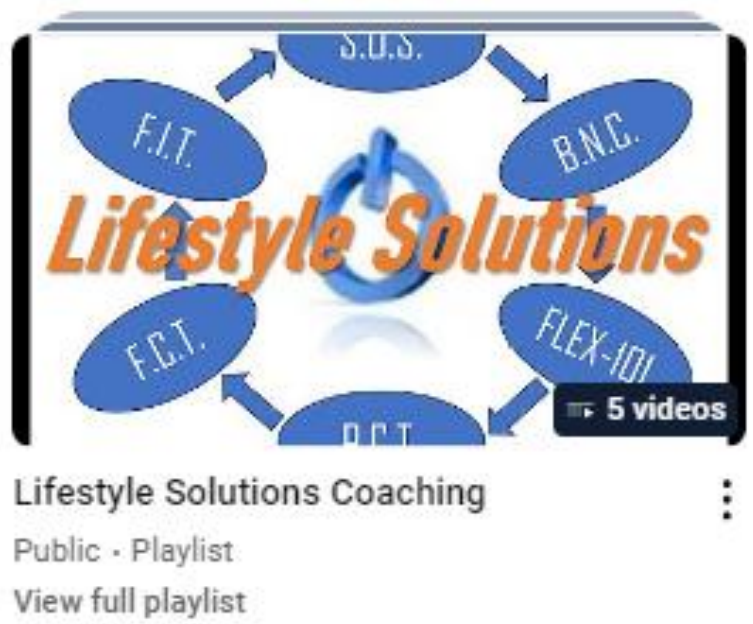 S.O.S.
F.I.T.
B.N.C.
Lifestyle Solutions
F.C.T.
FLEX-101
5 videos
Lifestyle Solutions Coaching
Public • Playlist
View full playlist